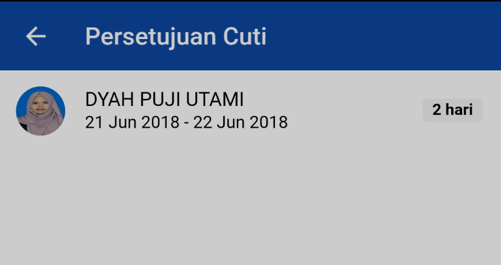 Persetujuan Cuti
DYAH PUJI UTAMI
21 Jun 2018 - 22 Jun 2018
2 hari